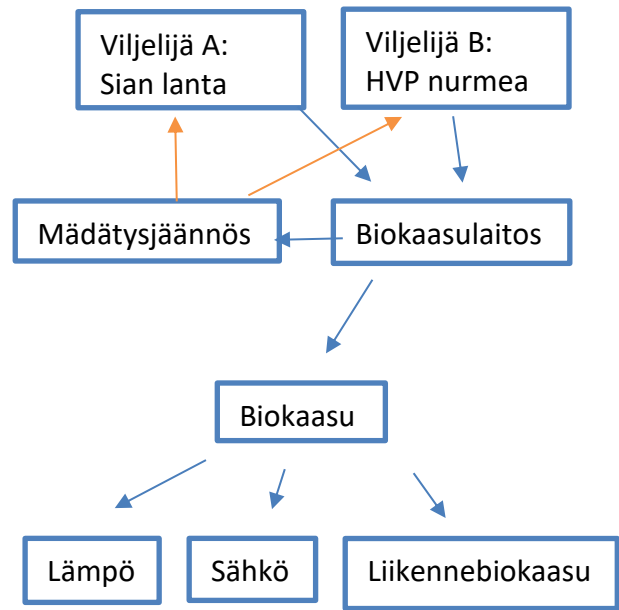 Viljelijä A:
Sian lanta
Viljelijä B:
HVP nurmea
Mädätysjäännös
Biokaasulaitos
Biokaasu
Lämpö
Sähkö
Liikennebiokaasu